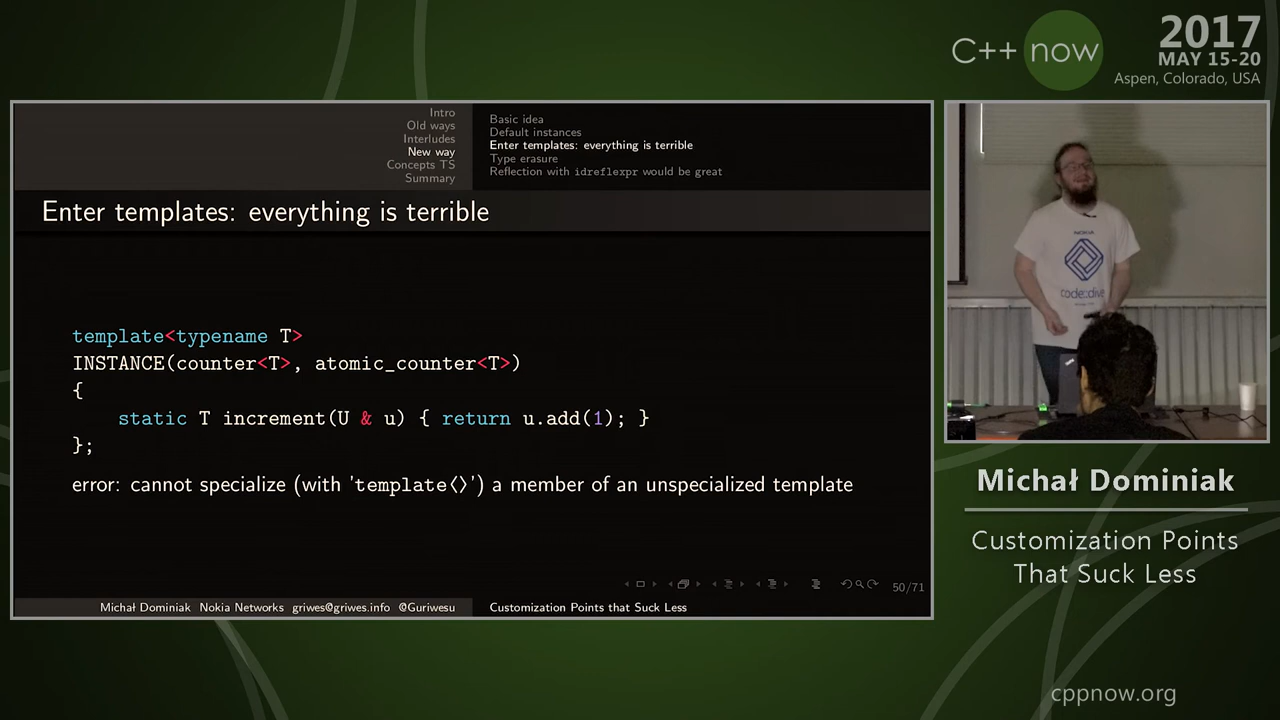 C++ now
2017
MAY 15-20
Aspen, Colorado, USA
Intro
Old ways
Interludes
New way
Concepts TS
Summary
Basic idea
Default instances
Enter templates: everything is terrible
Type erasure
Reflection with idreflexpr would be great
Enter templates: everything is terrible
template<typename T>
INSTANCE(counter<T>, atomic_counter<T>)
{
static T increment(U & u) { return u.add(1); }
};
error: cannot specialize (with 'template<>') a member of an unspecialized template
50/71
Michał Dominiak Nokia Networks griwes@griwes.info @Guriwesu
Customization Points that Suck Less
NOKIA
code::dive
Michał Dominiak
Customization Points
That Suck Less
cppnow.org